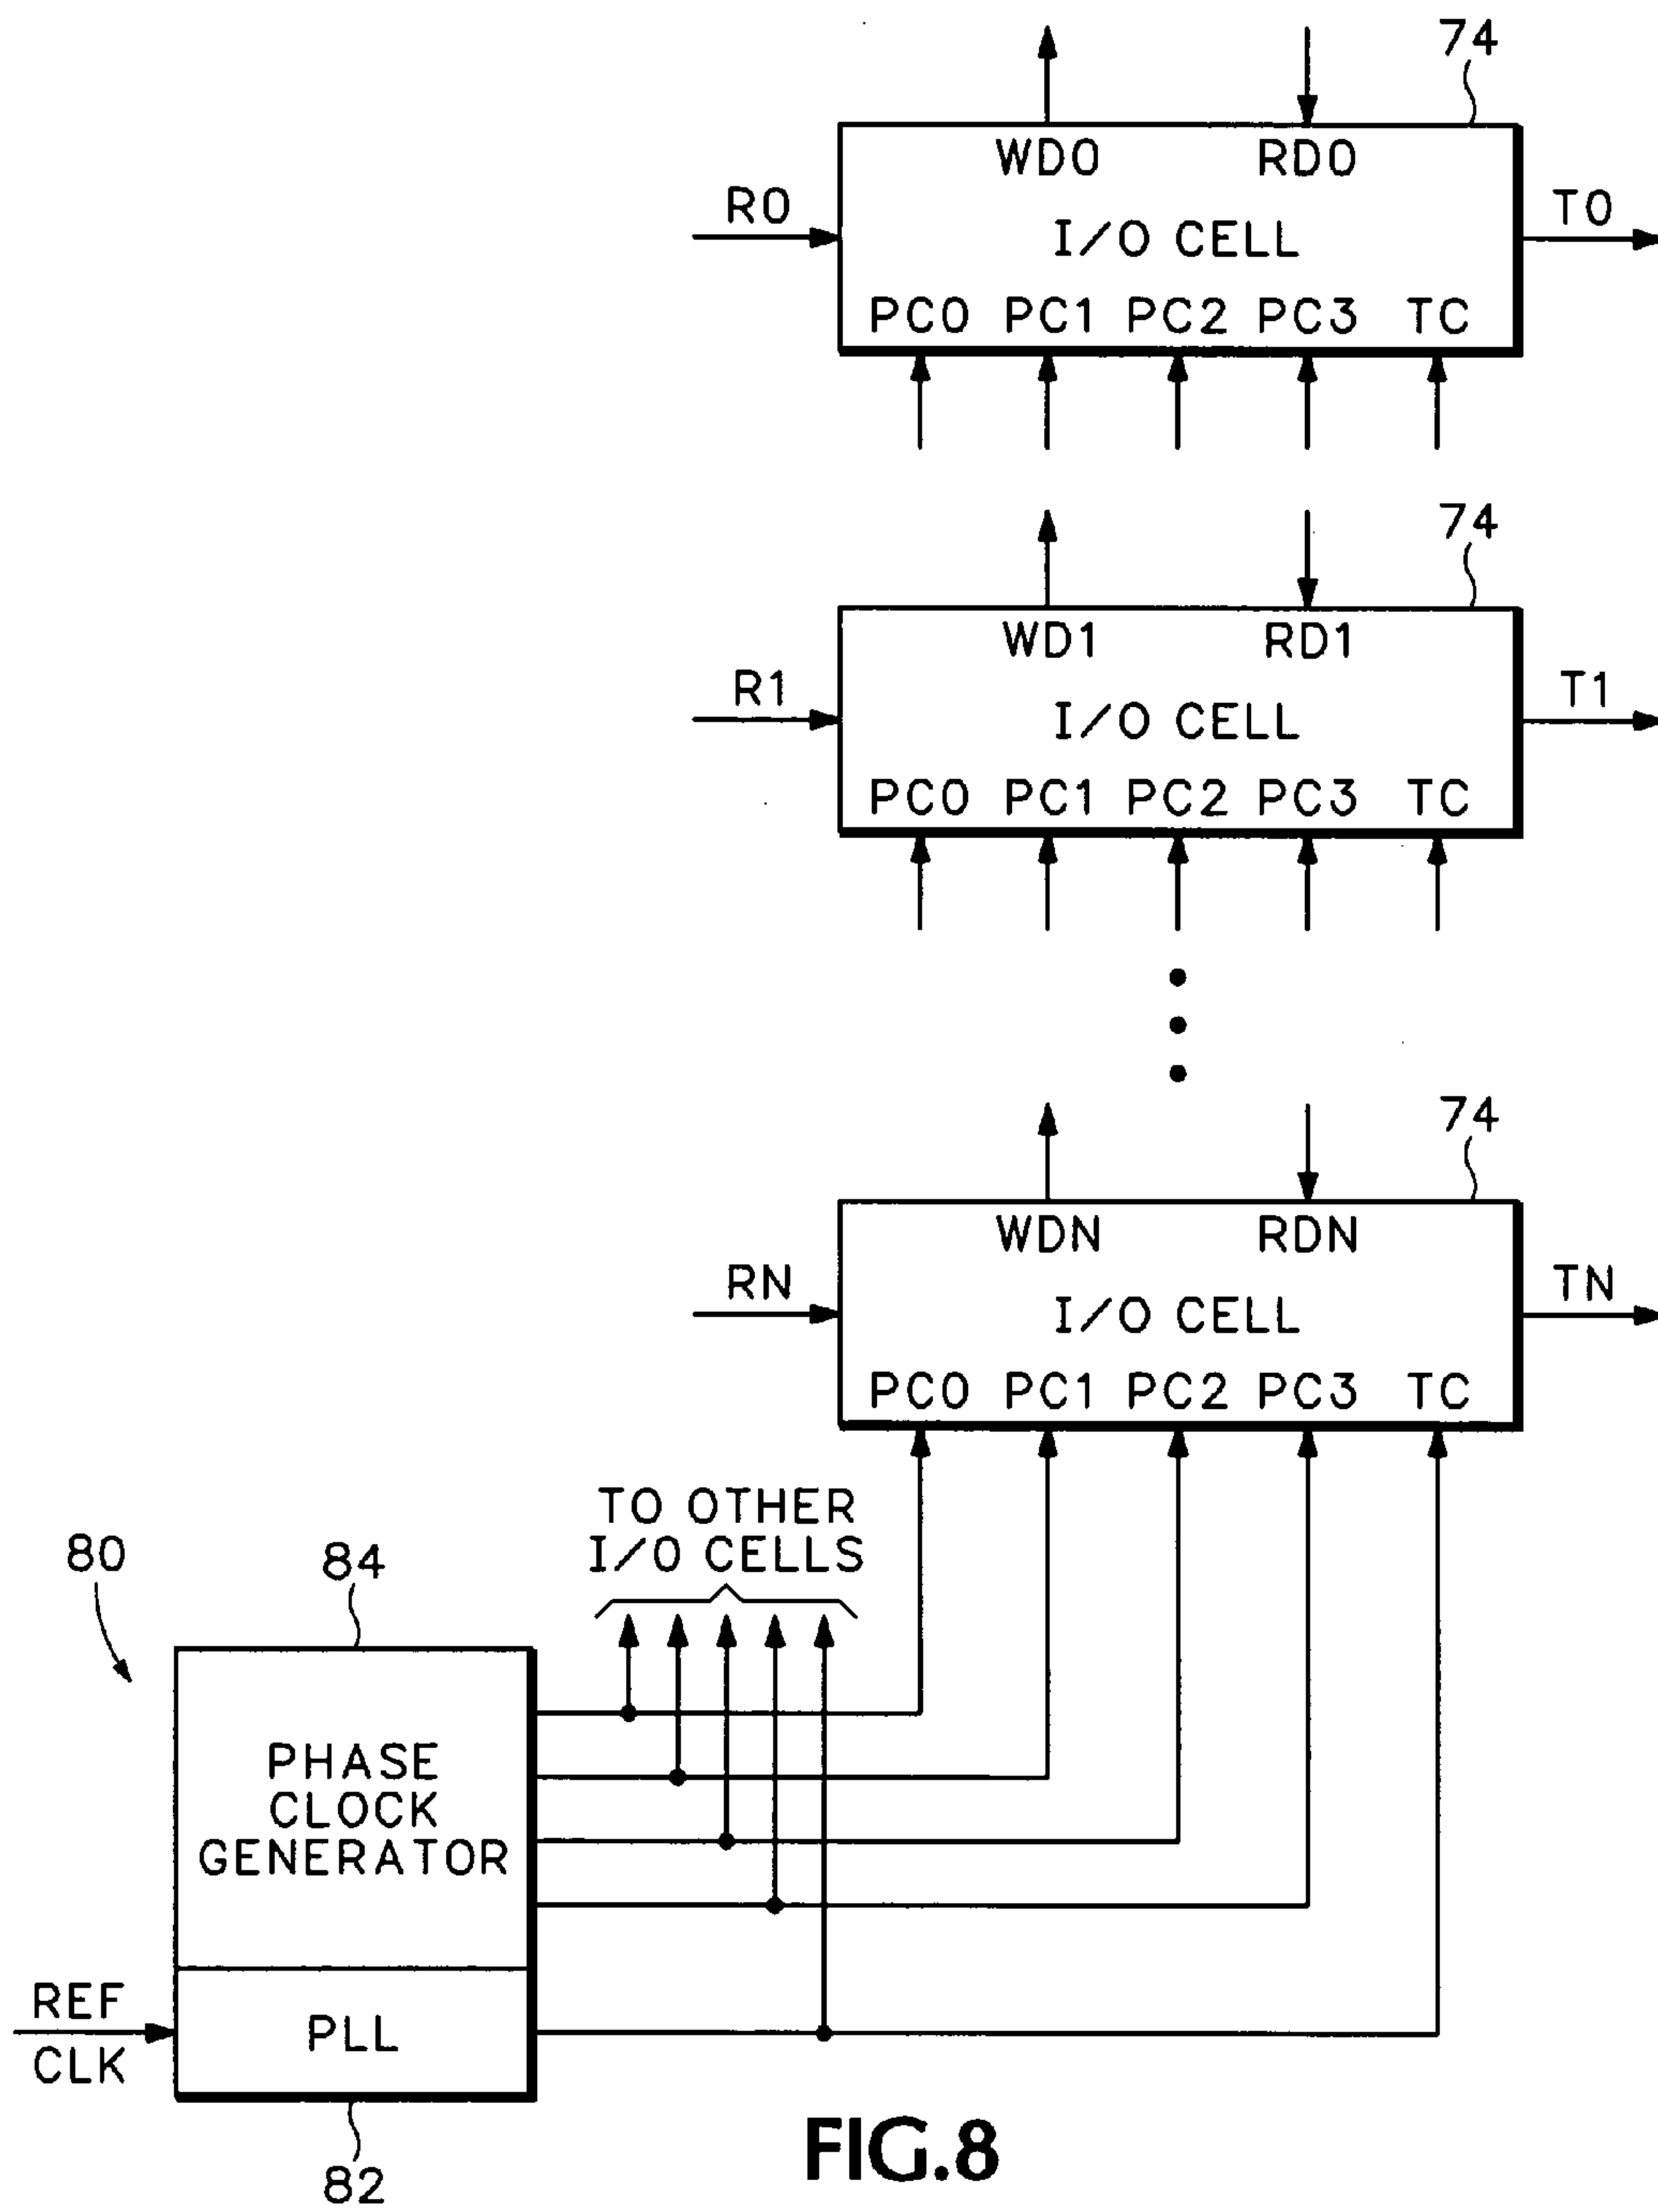 74
WD0 RD0
R0
I/O CELL
T0
PC0 PC1 PC2 PC3 TC
74
WD1 RD1
R1
I/O CELL
T1
PC0 PC1 PC2 PC3 TC
74
WDN RDN
RN
I/O CELL
TN
PC0 PC1 PC2 PC3 TC
TO OTHER
I/O CELLS
80
84
PHASE
CLOCK
GENERATOR
REF
CLK
PLL
82
FIG.8